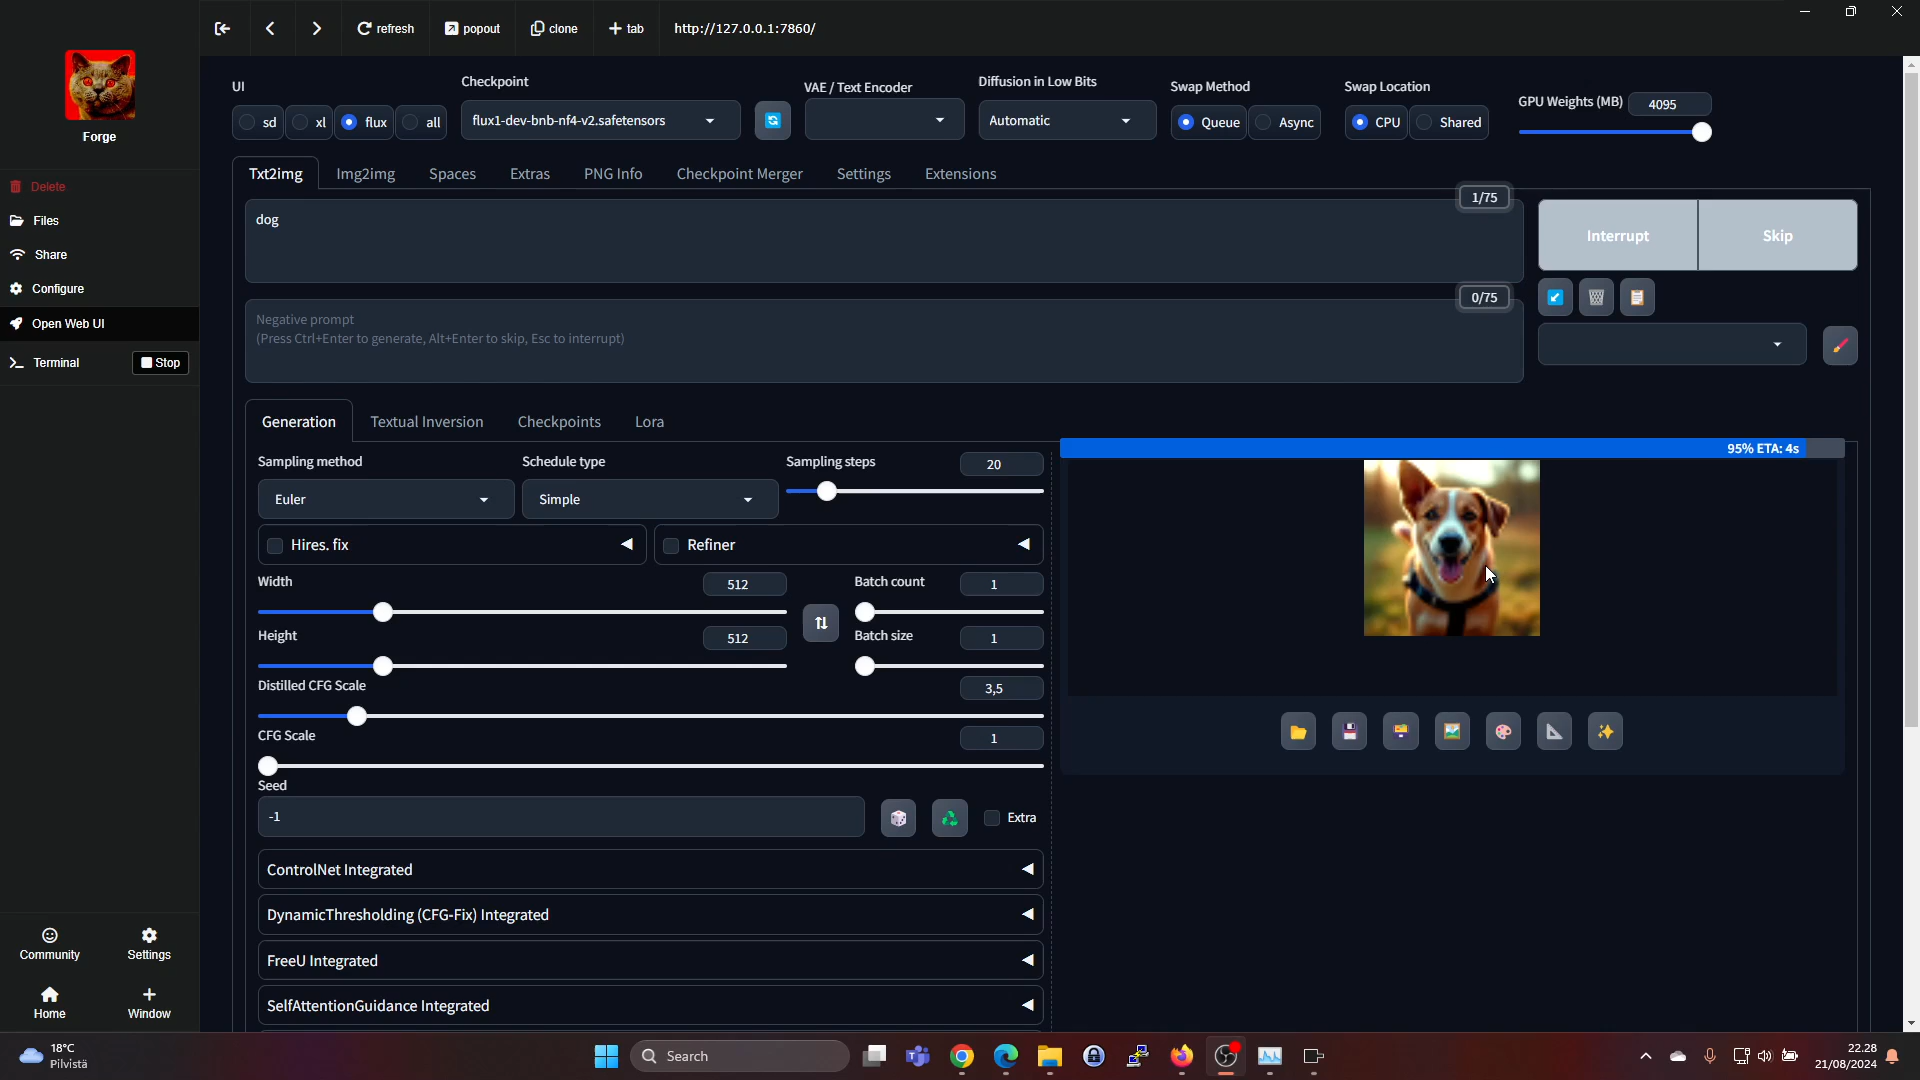 refresh
popout
clone
tab
http://127.0.0.1:7860/
Forge
Delete
Files
Share
Configure
Open Web UI
Terminal
Stop
Community
Settings
Home
Window
UI
sd
xl
flux
all
Checkpoint
flux1-dev-bnb-nf4-v2.safetensors
VAE / Text Encoder
Diffusion in Low Bits
Automatic
Swap Method
Queue
Async
Swap Location
CPU
Shared
GPU Weights (MB)
4095
Txt2img
Img2img
Spaces
Extras
PNG Info
Checkpoint Merger
Settings
Extensions
1/75
dog
Interrupt
Skip
0/75
Negative prompt
(Press Ctrl+Enter to generate, Alt+Enter to skip, Esc to interrupt)
Generation
Textual Inversion
Checkpoints
Lora
Sampling method
Euler
Schedule type
Simple
Sampling steps
20
95% ETA: 4s
Hires. fix
Refiner
Width
512
Batch count
1
Height
512
Batch size
1
Distilled CFG Scale
3,5
CFG Scale
1
Seed
-1
Extra
ControlNet Integrated
DynamicThresholding (CFG-Fix) Integrated
FreeU Integrated
SelfAttentionGuidance Integrated
18°C
Pilvistä
Search
22.28
21/08/2024